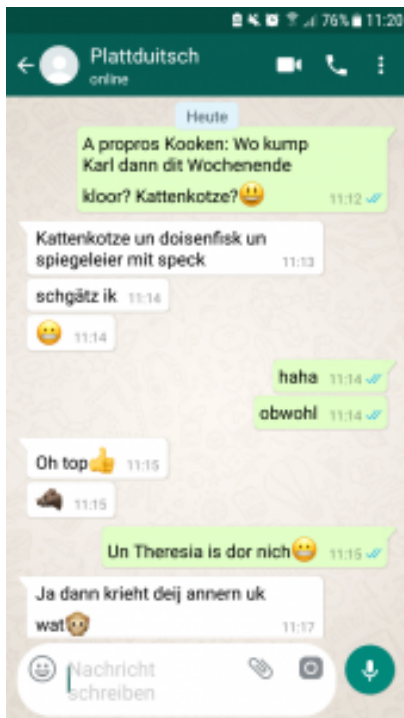 76% 11:20
Plattduitsch
online
Heute
A propros Kooken: Wo kump
Karl dann dit Wochenende
kloor? Kattenkotze?😃 11:12
Kattenkotze un doisenfisk un
spiegeleier mit speck 11:13
schgätz ik 11:14
😬 11:14
haha 11:14
obwohl 11:14
Oh top👍 11:15
11:15
Un Theresia is dor nich😬 11:15
Ja dann krieht deij annern uk
wat🙊 11:17
Nachricht
schreiben